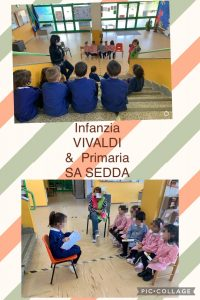 Infanzia
VIVALDI
& Primaria
SA SEDDA
PIC•COLLAGE